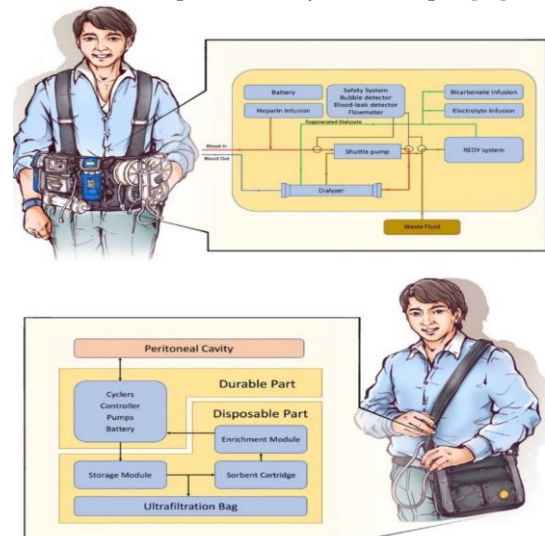 Battery
Heparin Infusion
Safety System
Bubble detector
Blood-leak detector
Flowmeter
Bicarbonate Infusion
Electrolyte Infusion
Regenerated Dialysate
Blood In
Blood Out
Shuttle pump
REDY system
Dialyzer
Waste Fluid
Peritoneal Cavity
Durable Part
Cyclers
Controller
Pumps
Battery
Disposable Part
Enrichment Module
Storage Module
Sorbent Cartridge
Ultrafiltration Bag